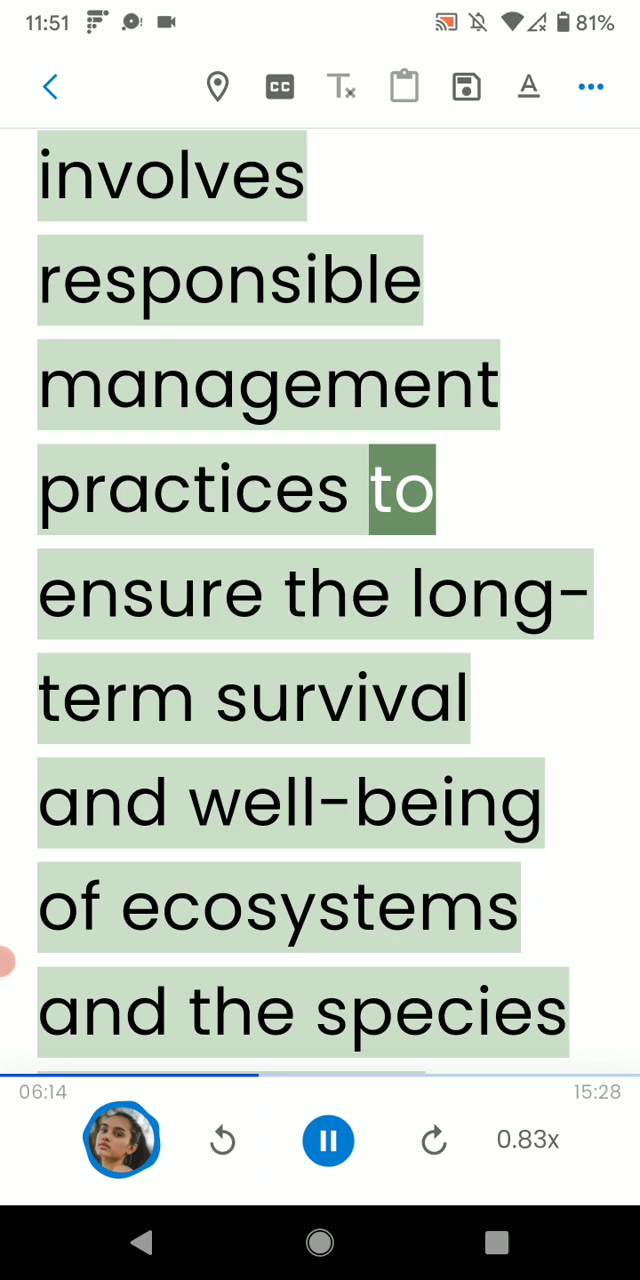 11:51
81%
CC
involves
responsible
management
practices to
ensure the long-
term survival
and well-being
of ecosystems
and the species
06:14
15:28
0.83x